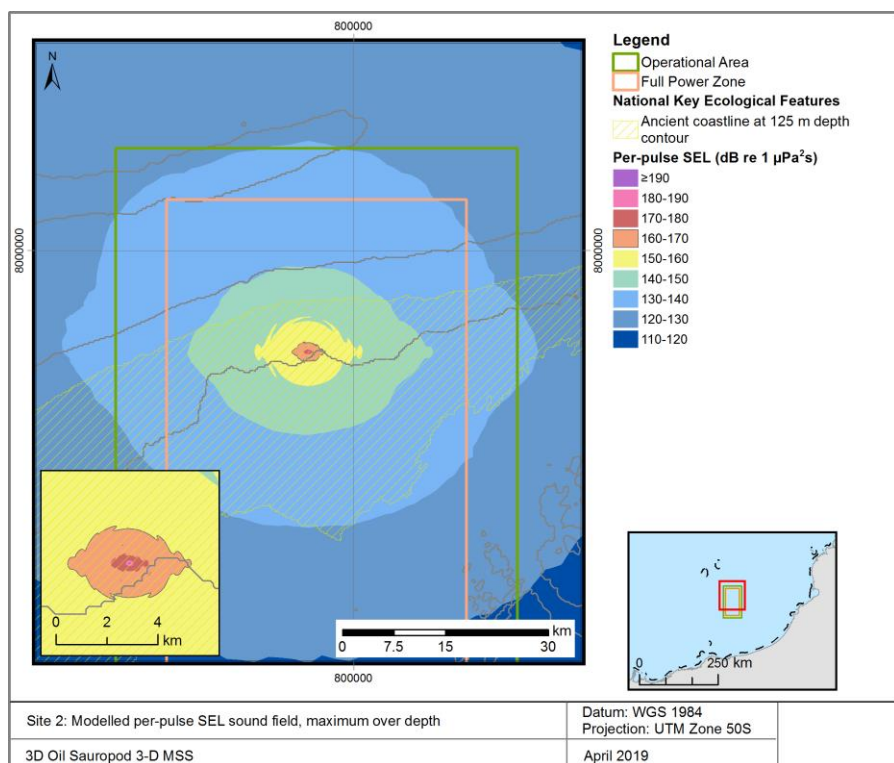 800000
N
8000000
8000000
0 2 4
km
km
0 7.5 15 30
800000
Legend
Operational Area
Full Power Zone
National Key Ecological Features
Ancient coastline at 125 m depth
contour
Per-pulse SEL (dB re 1 µPa²s)
≥190
180-190
170-180
160-170
150-160
140-150
130-140
120-130
110-120
0 250 km
Site 2: Modelled per-pulse SEL sound field, maximum over depth
Datum: WGS 1984
Projection: UTM Zone 50S
3D Oil Sauropod 3-D MSS
April 2019